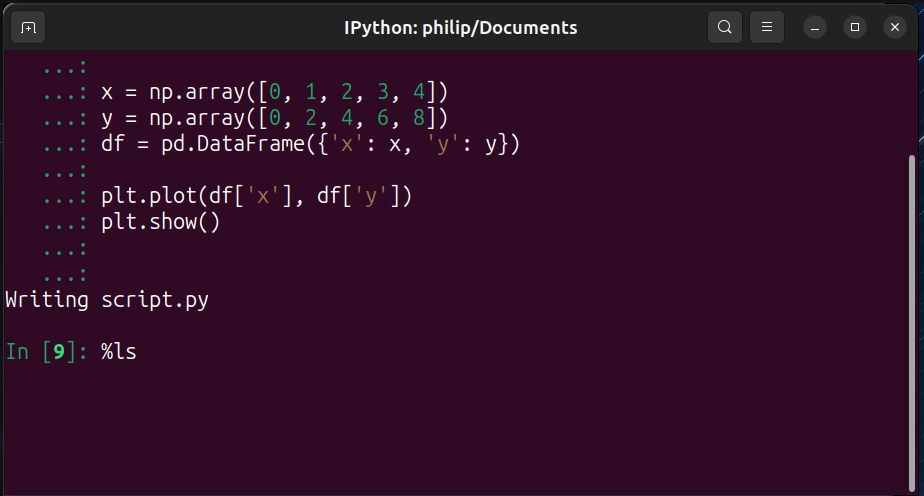 IPython: philip/Documents
...:
...: x = np.array([0, 1, 2, 3, 4])
...: y = np.array([0, 2, 4, 6, 8])
...: df = pd.DataFrame({'x': x, 'y': y})
...:
...: plt.plot(df['x'], df['y'])
...: plt.show()
...:
...:
Writing script.py
In [9]: %ls